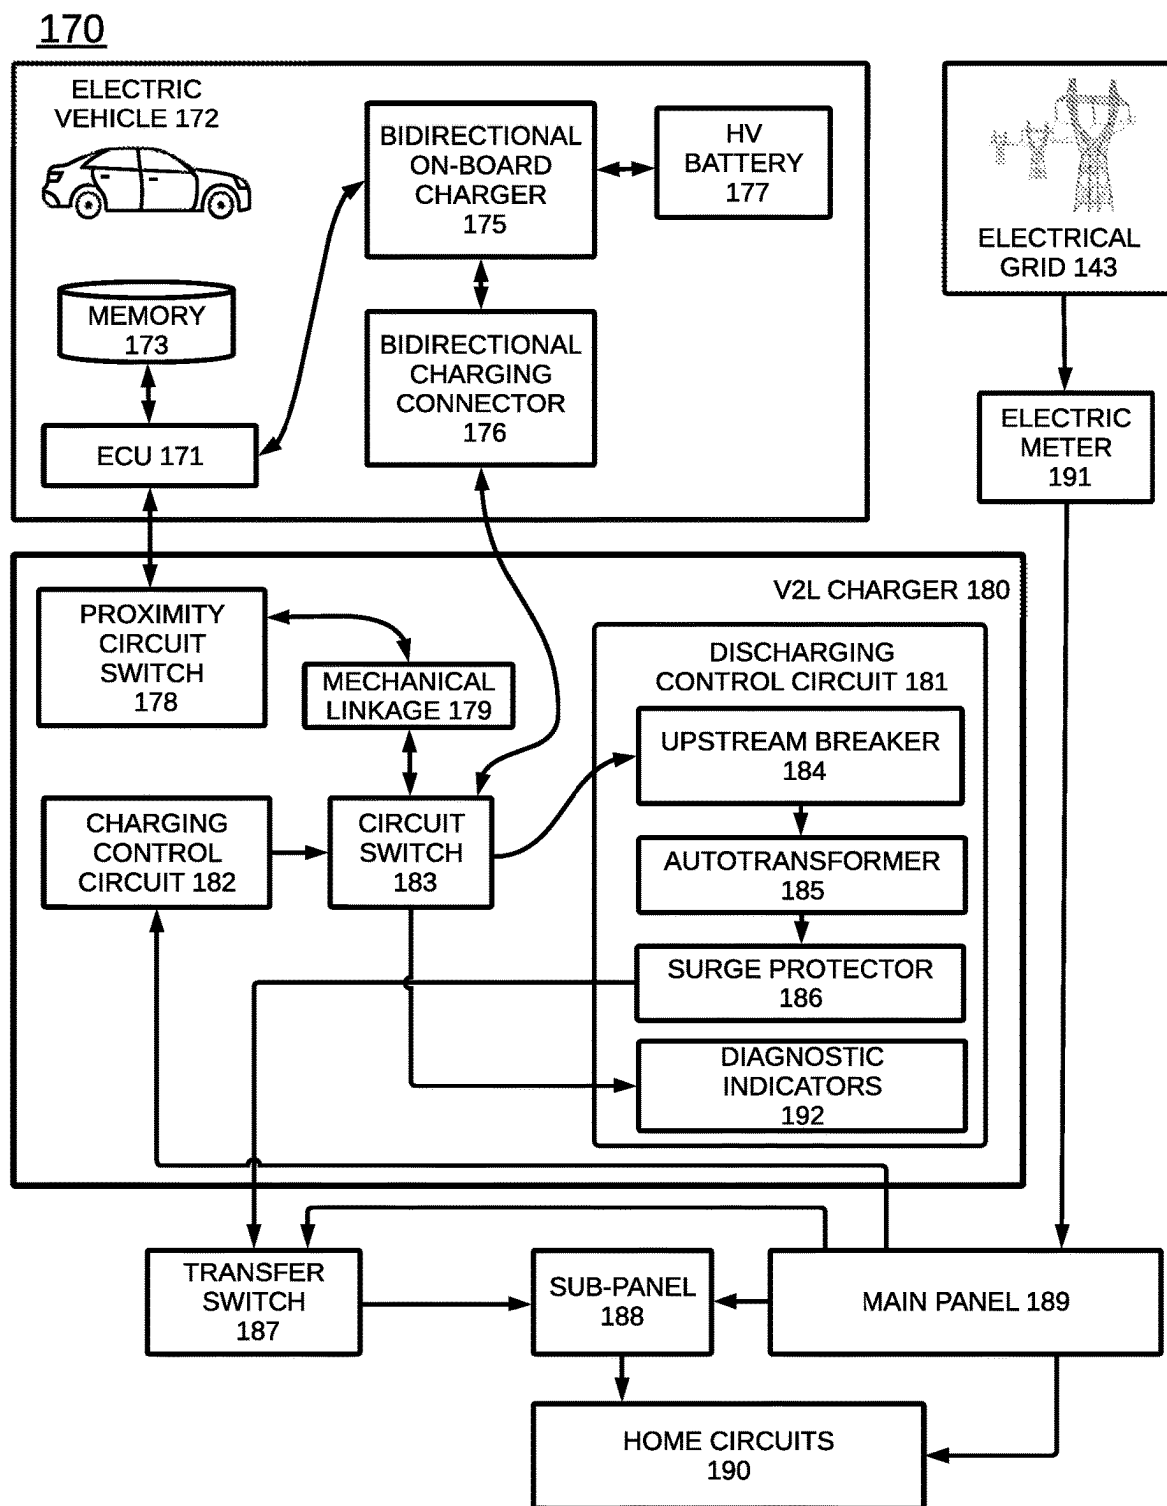 170
ELECTRIC
VEHICLE 172
BIDIRECTIONAL
ON-BOARD
CHARGER
175
HV
BATTERY
177
ELECTRICAL
GRID 143
MEMORY
173
BIDIRECTIONAL
CHARGING
CONNECTOR
176
ECU 171
ELECTRIC
METER
191
V2L CHARGER 180
PROXIMITY
CIRCUIT
SWITCH
178
MECHANICAL
LINKAGE 179
DISCHARGING
CONTROL CIRCUIT 181
UPSTREAM BREAKER
184
CHARGING
CONTROL
CIRCUIT 182
CIRCUIT
SWITCH
183
AUTOTRANSFORMER
185
SURGE PROTECTOR
186
DIAGNOSTIC
INDICATORS
192
TRANSFER
SWITCH
187
SUB-PANEL
188
MAIN PANEL 189
HOME CIRCUITS
190